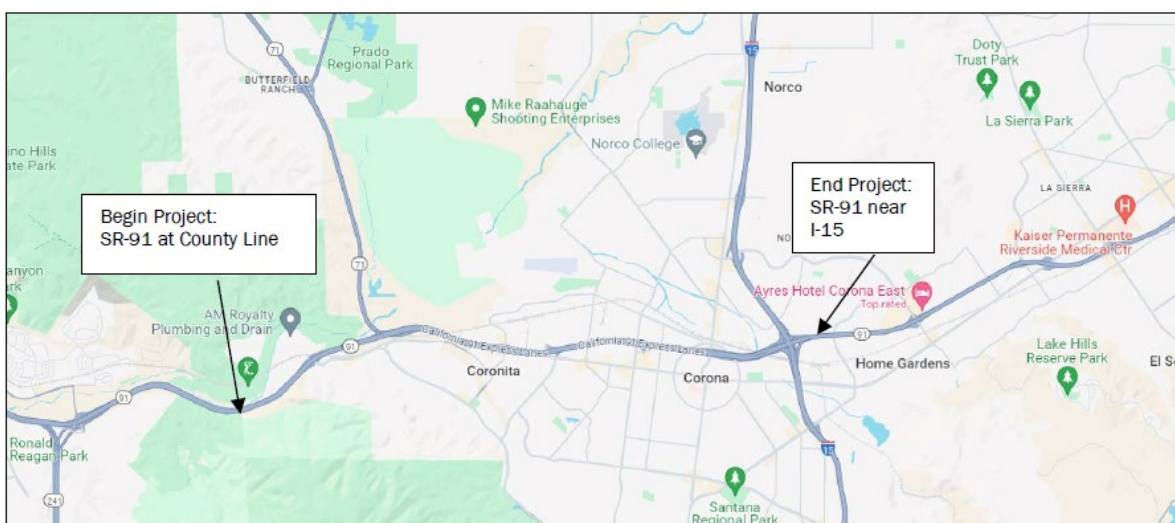 71
BUTTERFIELD
RANCH
Prado
Regional Park
15
Norco
Doty
Trust Park
La Sierra Park
Mike Raahauge
Shooting Enterprises
Norco College
ino Hills
ate Park
Begin Project:
SR-91 at County Line
End Project:
SR-91 near
I-15
LA SIERRA
H
Kaiser Permanente
Riverside Medical Ctr
NO
anyon
ark
71
Ayres Hotel Corona East
Top rated
AM Royalty
Plumbing and Drain
91
California 91 Express Lanes
California 91 Express Lanes
91
Coronita
Corona
Home Gardens
Lake Hills
Reserve Park
El S
91
Ronald
Reagan Park
15
241
Santana
Regional Park